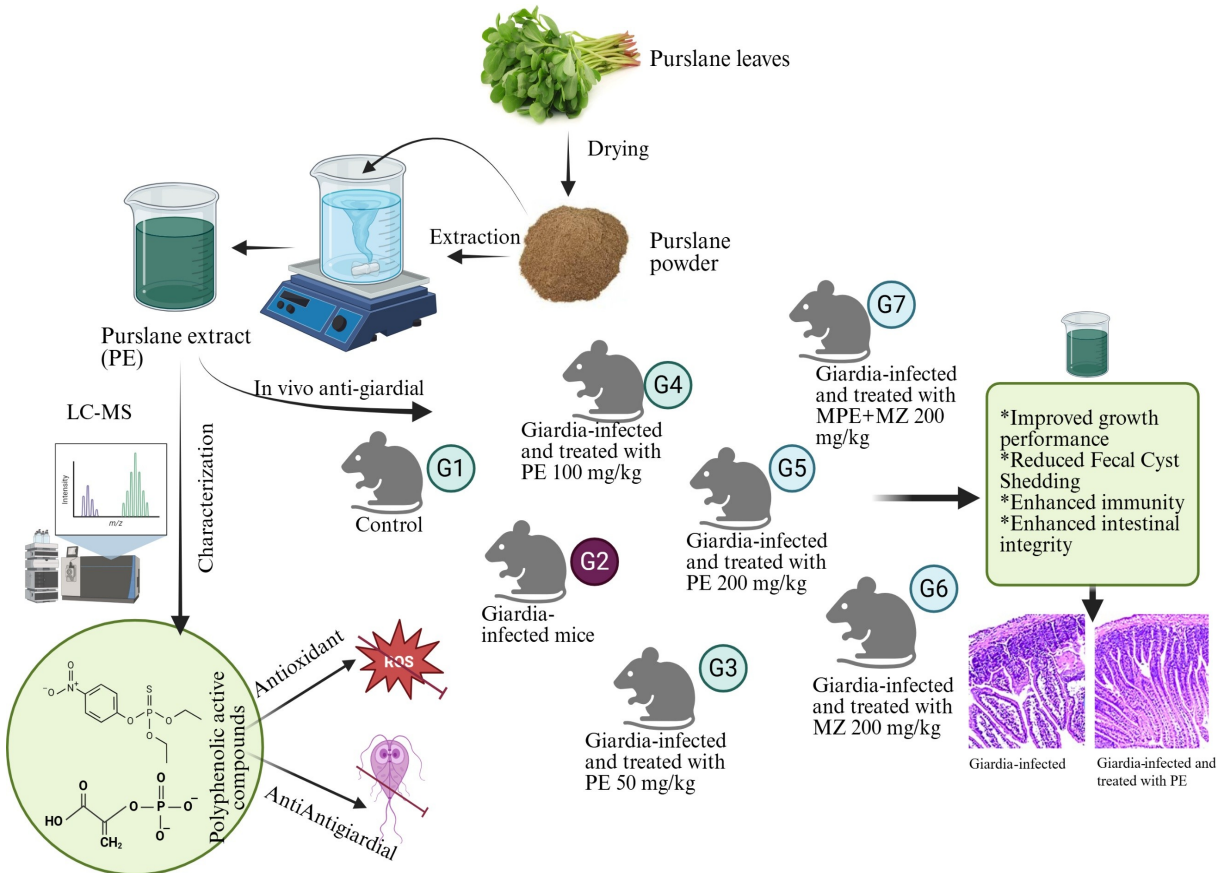 Purslane leaves
Drying
Extraction
Purslane
powder
Purslane extract
(PE)
In vivo anti-giardial
LC-MS
Intensity
m/z
Characterization
G1
Control
G2
Giardia-
infected mice
G3
Giardia-infected
and treated with
PE 50 mg/kg
G4
Giardia-infected
and treated with
PE 100 mg/kg
G5
Giardia-infected
and treated with
PE 200 mg/kg
G6
Giardia-infected
and treated with
MZ 200 mg/kg
G7
Giardia-infected
and treated with
MPE+MZ 200
mg/kg
*Improved growth
performance
*Reduced Fecal Cyst
Shedding
*Enhanced immunity
*Enhanced intestinal
integrity
Giardia-infected
Giardia-infected and
treated with PE
Polyphenolic active
compounds
Antioxidant
ROS
AntiAntigiardial
O
⁻O
N⁺
S
O
P
O
O
O
O
HO
O
P
O⁻
O⁻
CH₂